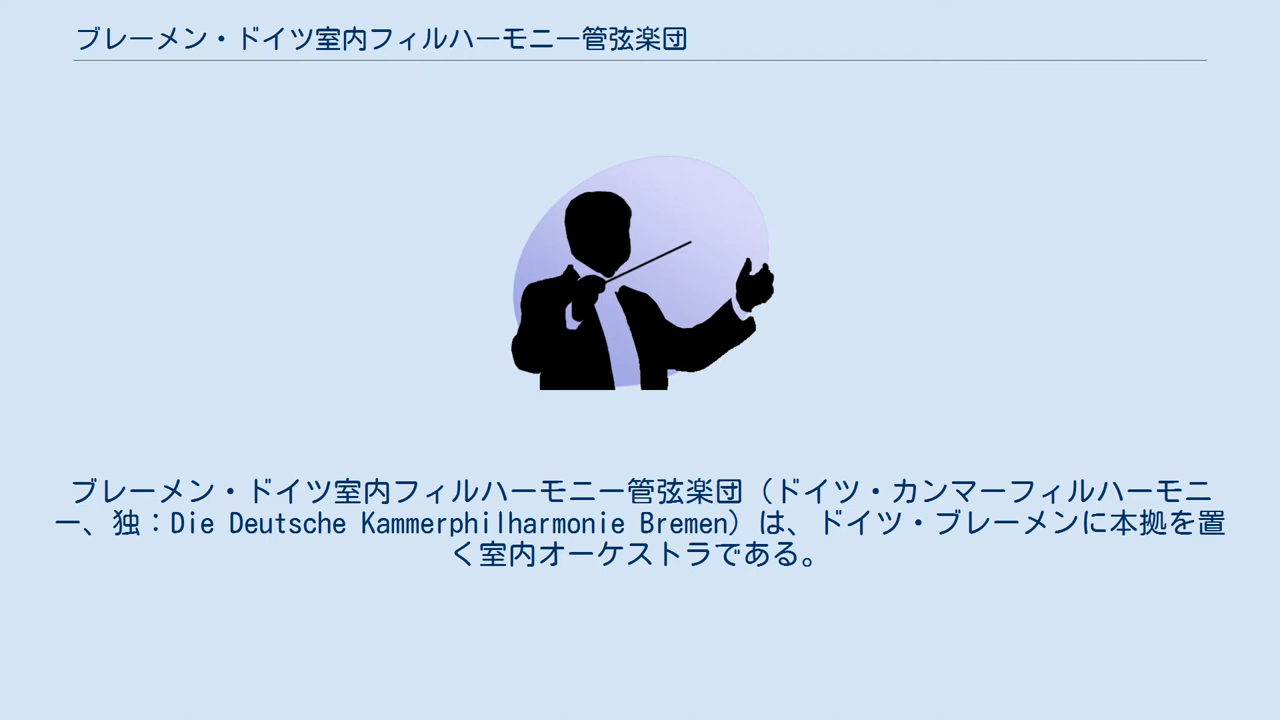 ブレーメン・ドイツ室内フィルハーモニー管弦楽団
ブレーメン・ドイツ室内フィルハーモニー管弦楽団（ドイツ・カンマーフィルハーモニ
ー、独：Die Deutsche Kammerphilharmonie Bremen）は、ドイツ・ブレーメンに本拠を置
く室内オーケストラである。